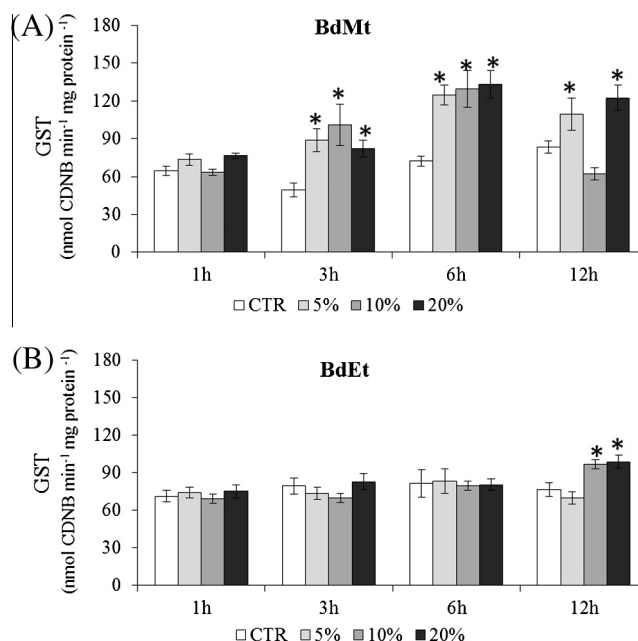 (A)
BdMt
GST
(nmol CDNB min⁻¹ mg protein ⁻¹)
180
150
120
90
60
30
0
* * *
* * *
* *
1h 3h 6h 12h
CTR 5% 10% 20%
(B)
BdEt
GST
(nmol CDNB min⁻¹ mg protein ⁻¹)
180
150
120
90
60
30
0
* *
1h 3h 6h 12h
CTR 5% 10% 20%